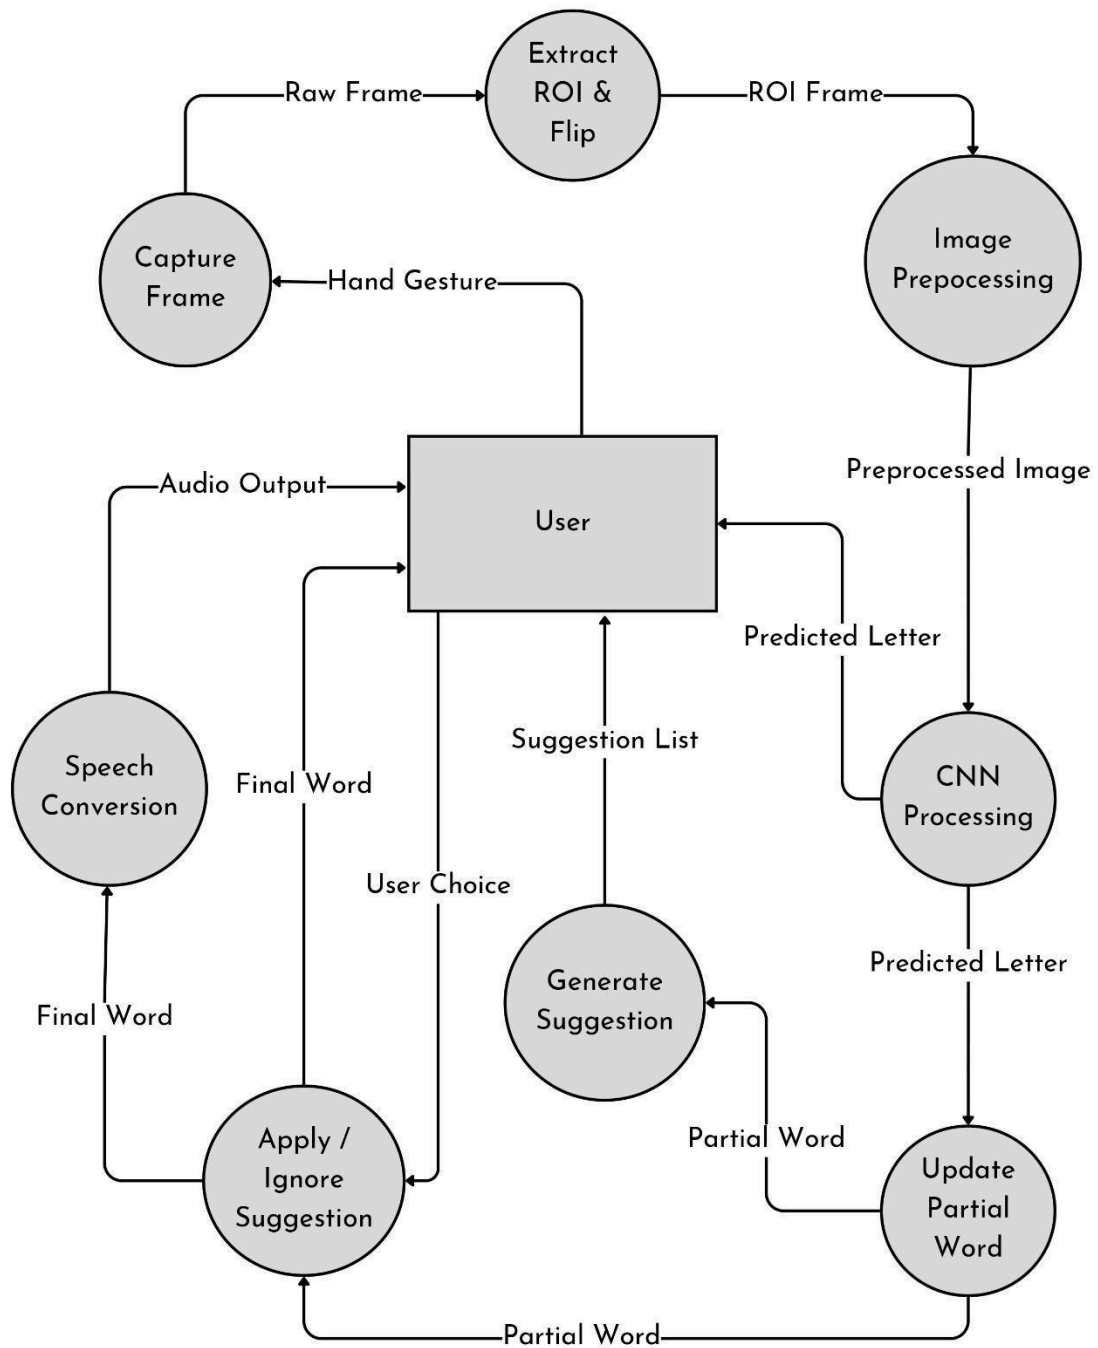 Extract
ROI &
Flip
Raw Frame
ROI Frame
Capture
Frame
Hand Gesture
Image
Prepocessing
Preprocessed Image
Audio Output
User
Predicted Letter
Suggestion List
Speech
Conversion
Final Word
CNN
Processing
User Choice
Predicted Letter
Generate
Suggestion
Final Word
Partial Word
Apply /
Ignore
Suggestion
Update
Partial
Word
Partial Word